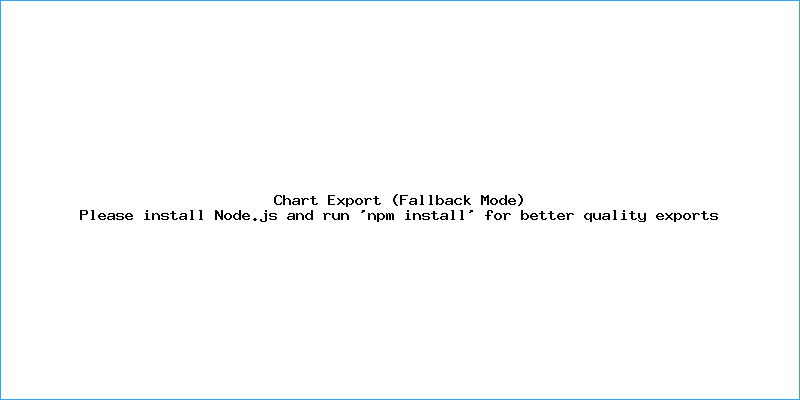 Chart Export (Fallback Mode)
Please install Node.js and run 'npm install' for better quality exports